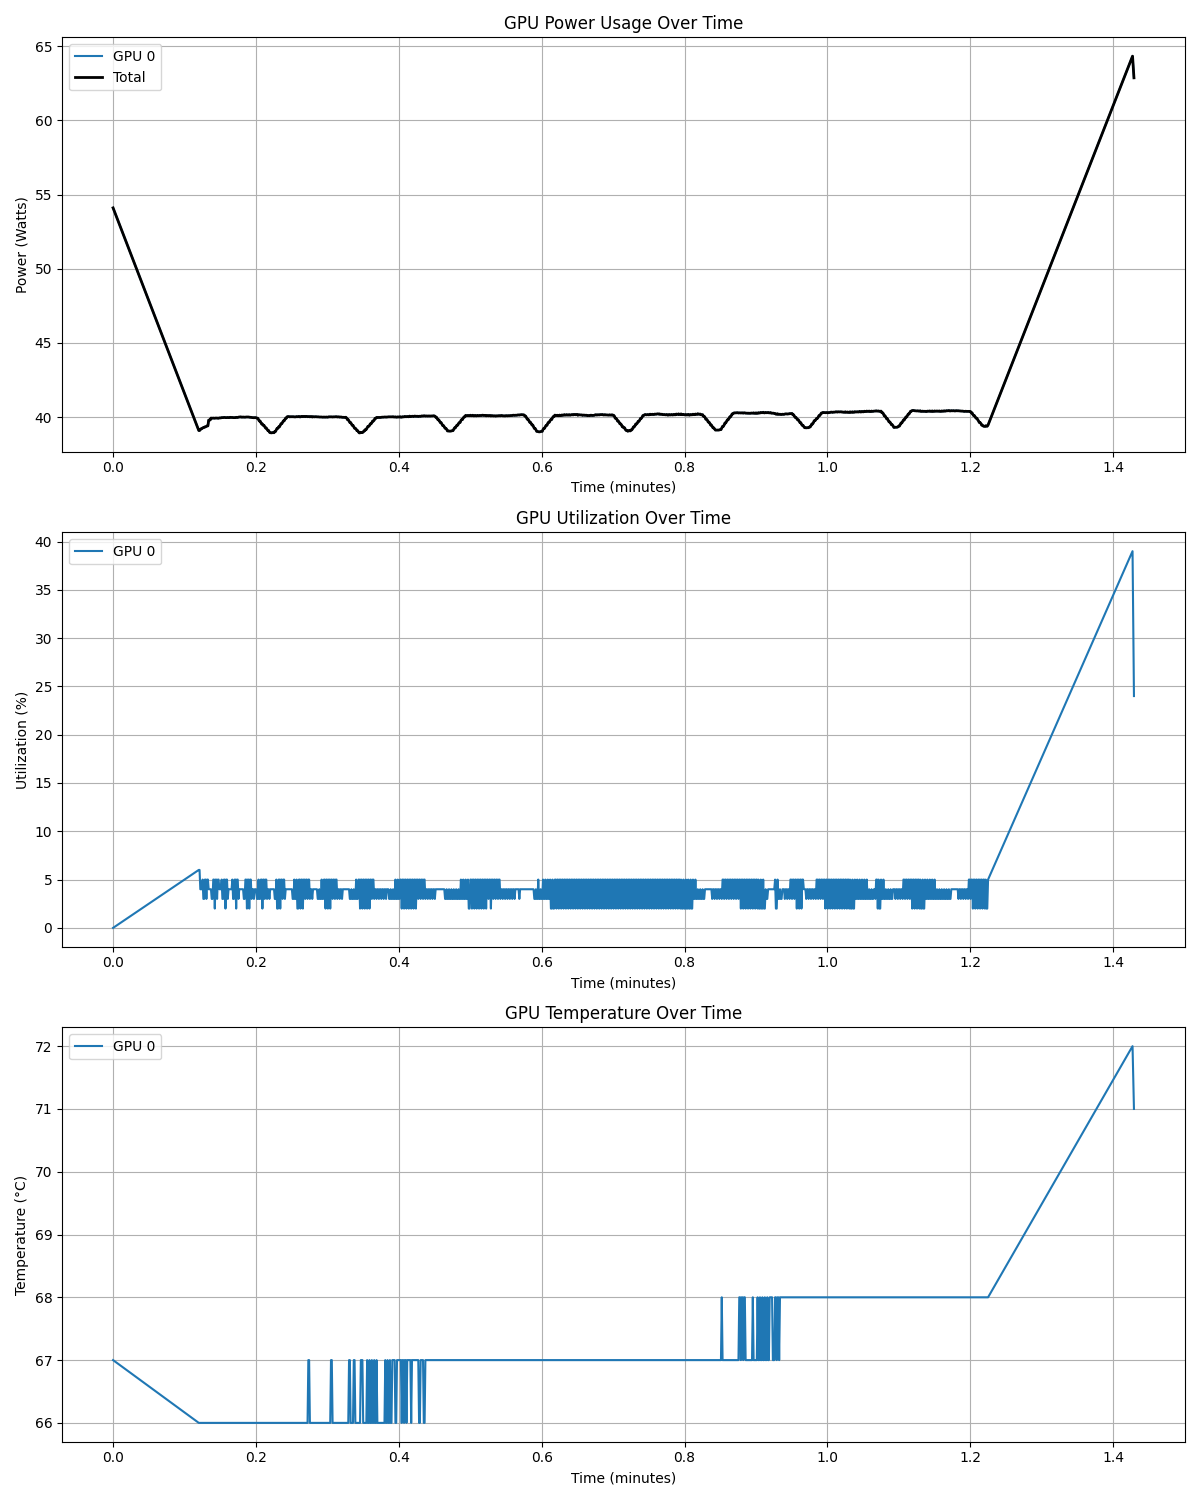 GPU Power Usage Over Time
GPU 0
Total
65
60
55
50
45
40
Power (Watts)
0.0 0.2 0.4 0.6 0.8 1.0 1.2 1.4
Time (minutes)
GPU Utilization Over Time
GPU 0
40
35
30
25
20
15
10
5
0
Utilization (%)
0.0 0.2 0.4 0.6 0.8 1.0 1.2 1.4
Time (minutes)
GPU Temperature Over Time
GPU 0
72
71
70
69
68
67
66
Temperature (°C)
0.0 0.2 0.4 0.6 0.8 1.0 1.2 1.4
Time (minutes)